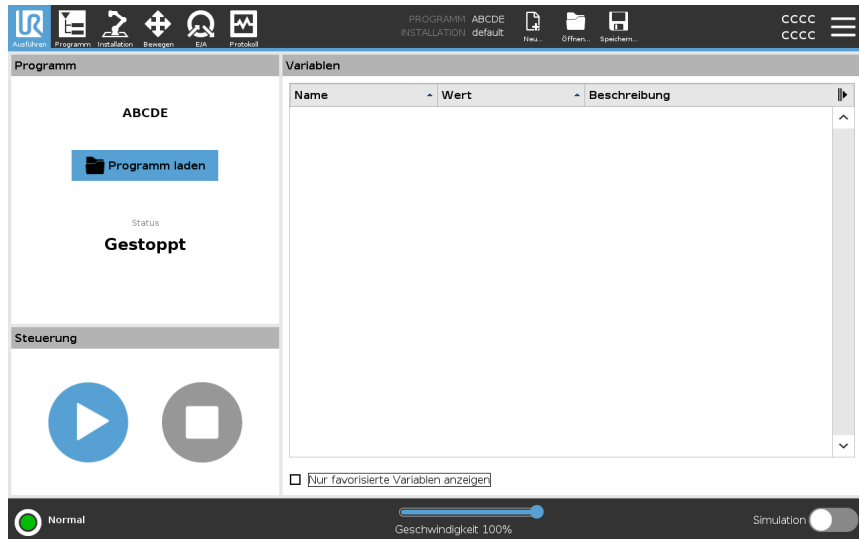 UR
PROGRAMM ABCDE
INSTALLATION default
CCCC
CCCC
Ausführen Programm Installation Bewegen E/A Protokoll Neu... Öffnen... Speichern...
Programm
ABCDE
Programm laden
Status
Gestoppt
Steuerung
Variablen
Name Wert Beschreibung
Nur favorisierte Variablen anzeigen
Normal
Geschwindigkeit 100%
Simulation